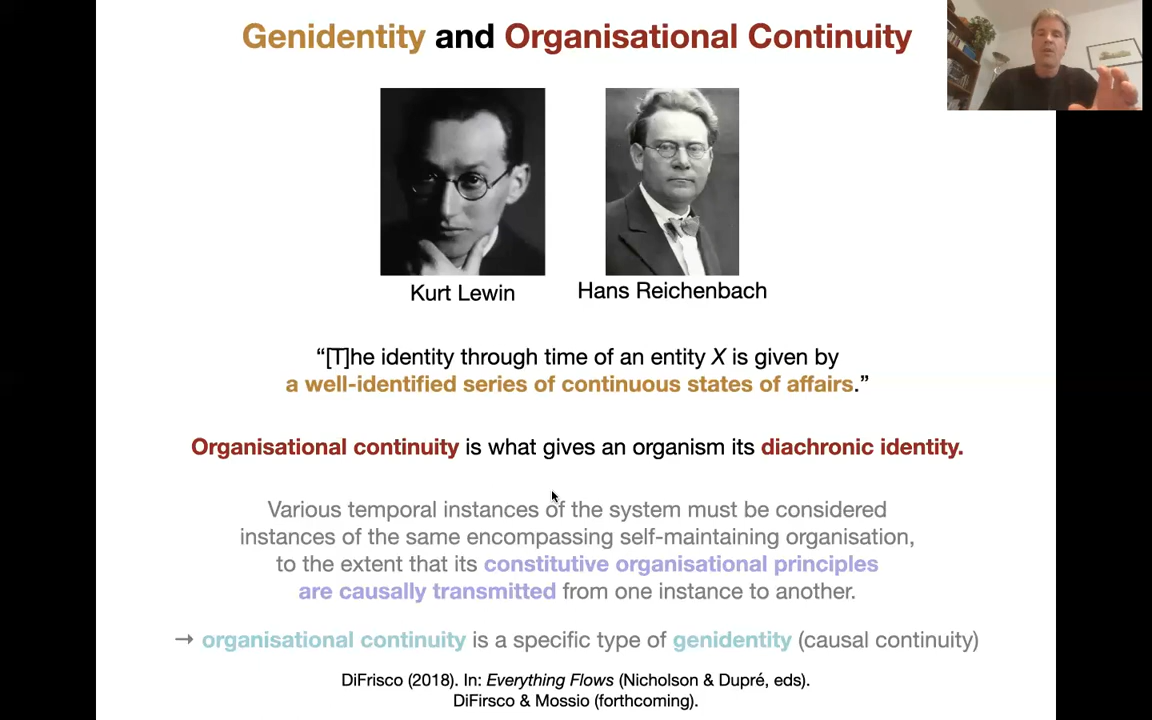 Genidentity and Organisational Continuity
Kurt Lewin
Hans Reichenbach
“[T]he identity through time of an entity X is given by
a well-identified series of continuous states of affairs.”
Organisational continuity is what gives an organism its diachronic identity.
Various temporal instances of the system must be considered
instances of the same encompassing self-maintaining organisation,
to the extent that its constitutive organisational principles
are causally transmitted from one instance to another.
→ organisational continuity is a specific type of genidentity (causal continuity)
DiFrisco (2018). In: Everything Flows (Nicholson & Dupré, eds).
DiFirsco & Mossio (forthcoming).